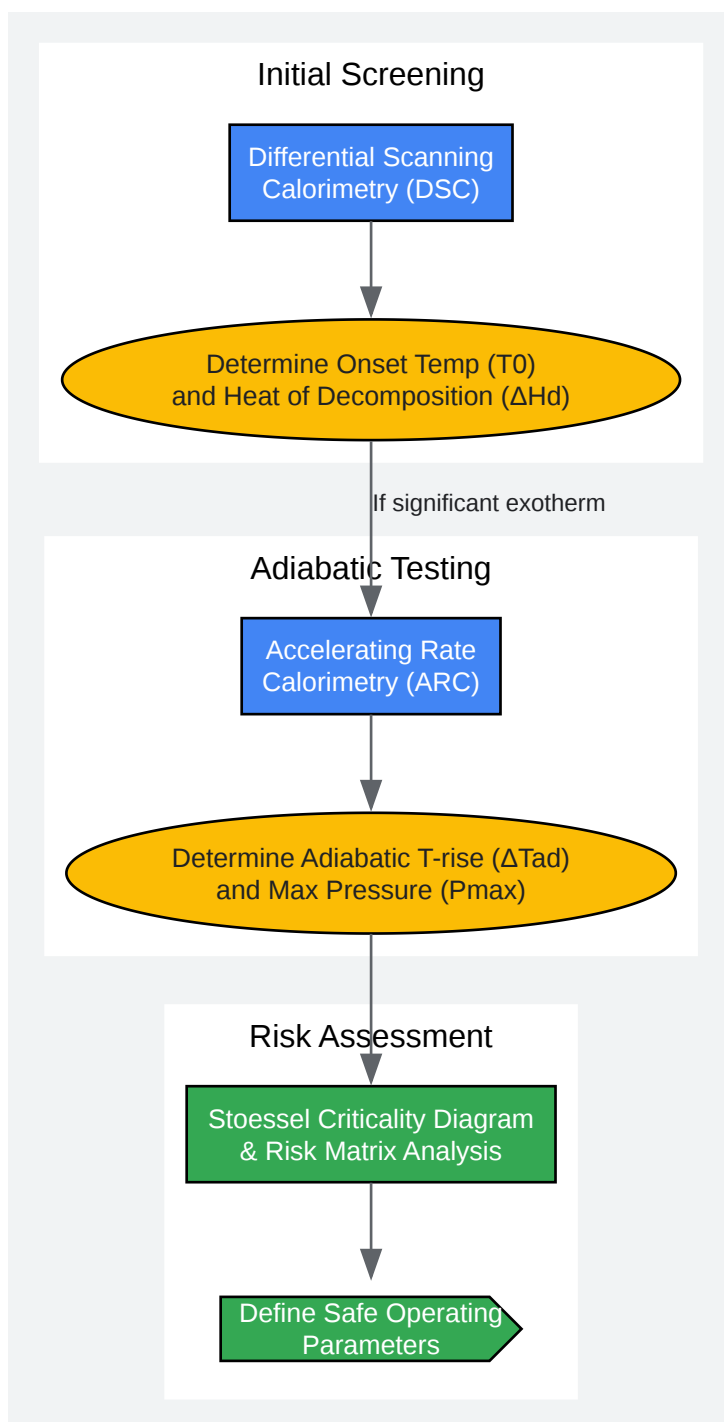 Initial Screening
Differential Scanning
Calorimetry (DSC)
Determine Onset Temp (T0)
and Heat of Decomposition (ΔHd)
If significant exotherm
Adiabatic Testing
Accelerating Rate
Calorimetry (ARC)
Determine Adiabatic T-rise (ΔTad)
and Max Pressure (Pmax)
Risk Assessment
Stoessel Criticality Diagram
& Risk Matrix Analysis
Define Safe Operating
Parameters